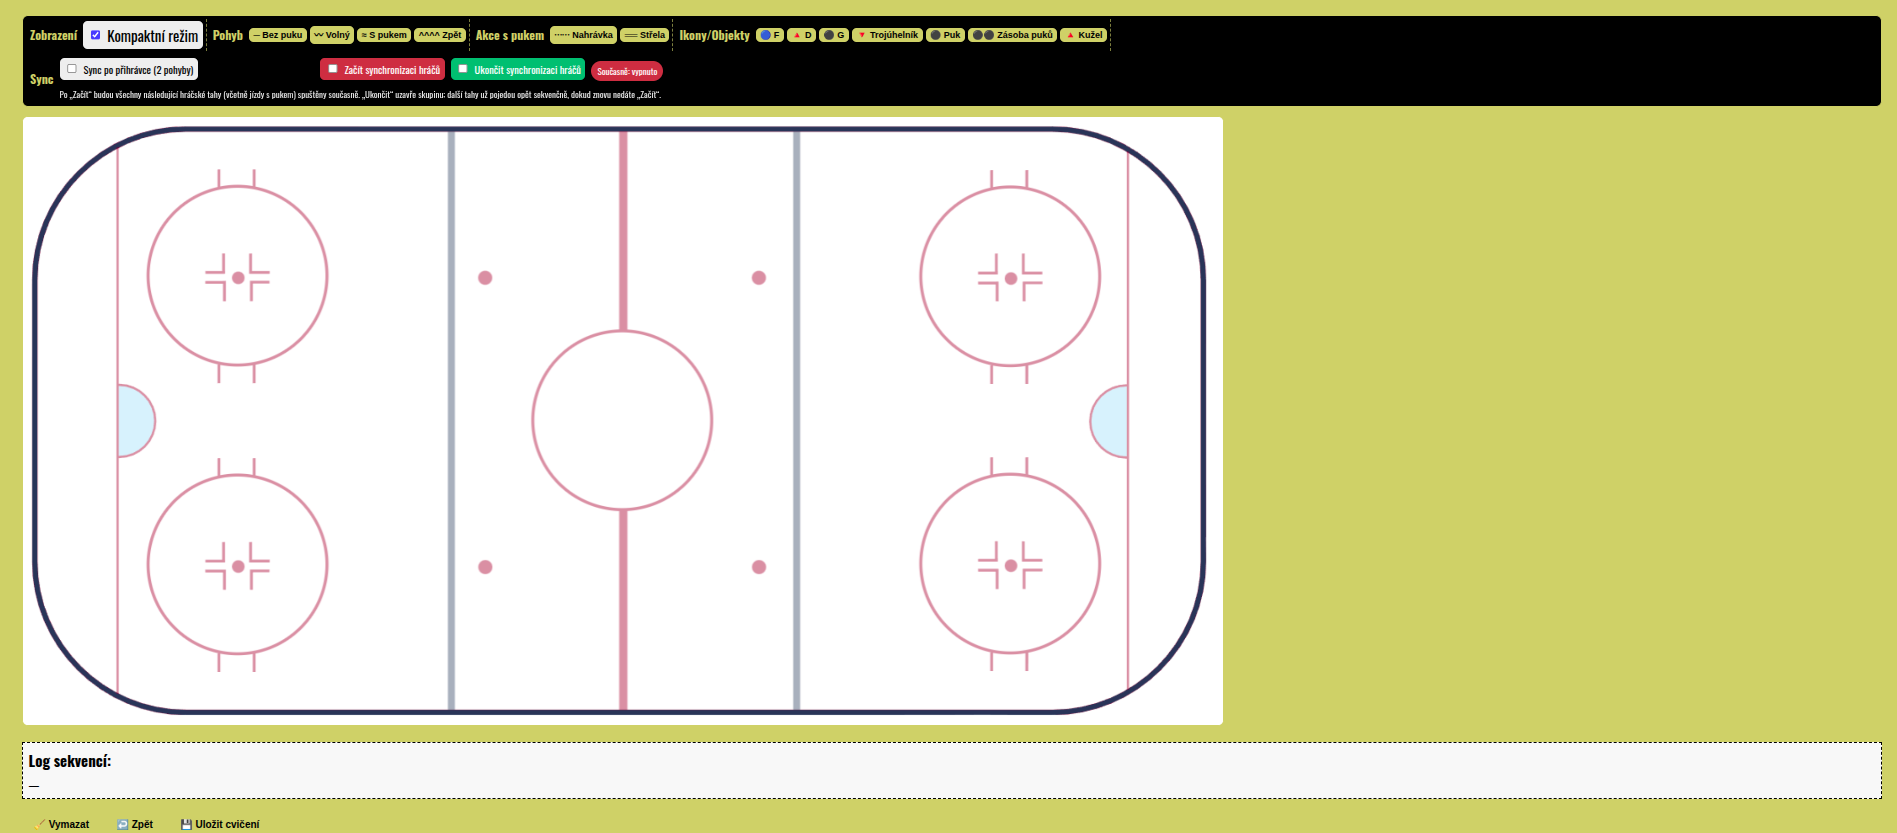 Zobrazení Kompaktní režim Pohyb — Bez puku 〰 Volný ≈ S pukem ^^^^ Zpět Akce s pukem ┄┄ Nahrávka ══ Střela Ikony/Objekty 🔵 F 🔺 D ⚫ G 🔻 Trojúhelník ⚫ Puk ⚫⚫ Zásoba puků 🔺 Kužel
Sync Sync po přihrávce (2 pohyby) Začít synchronizaci hráčů Ukončit synchronizaci hráčů Současně: vypnuto
Po „Začít“ budou všechny následující hráčské tahy (včetně jízdy s pukem) spuštěny současně. „Ukončit“ uzavře skupinu: další tahy už pojedou opět sekvenčně, dokud znovu nedáte „Začít“.
Log sekvencí:
—
🧹 Vymazat ↩️ Zpět 💾 Uložit cvičení